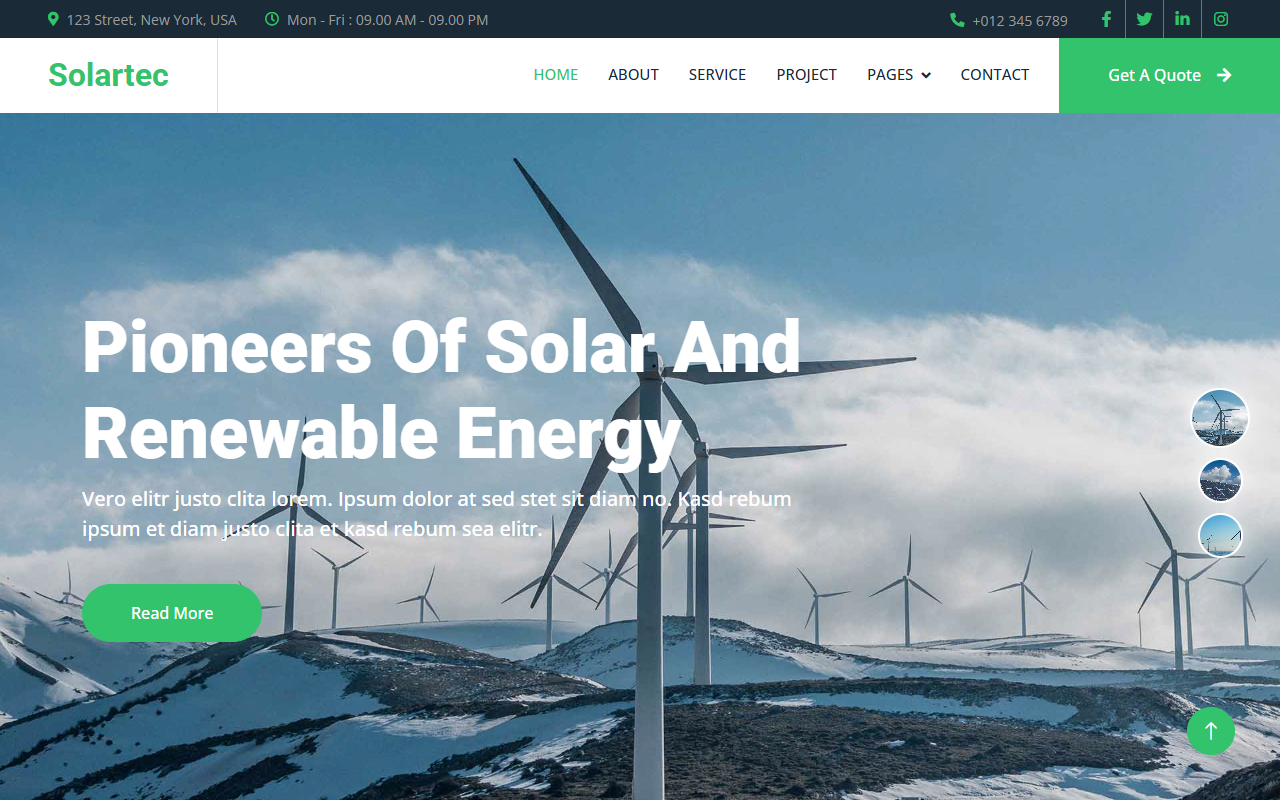 123 Street, New York, USA
Mon - Fri : 09.00 AM - 09.00 PM
+012 345 6789
Solartec
HOME
ABOUT
SERVICE
PROJECT
PAGES
CONTACT
Get A Quote
Pioneers Of Solar And
Renewable Energy
Vero elitr justo clita lorem. Ipsum dolor at sed stet sit diam no. Kasd rebum
ipsum et diam justo clita et kasd rebum sea elitr.
Read More